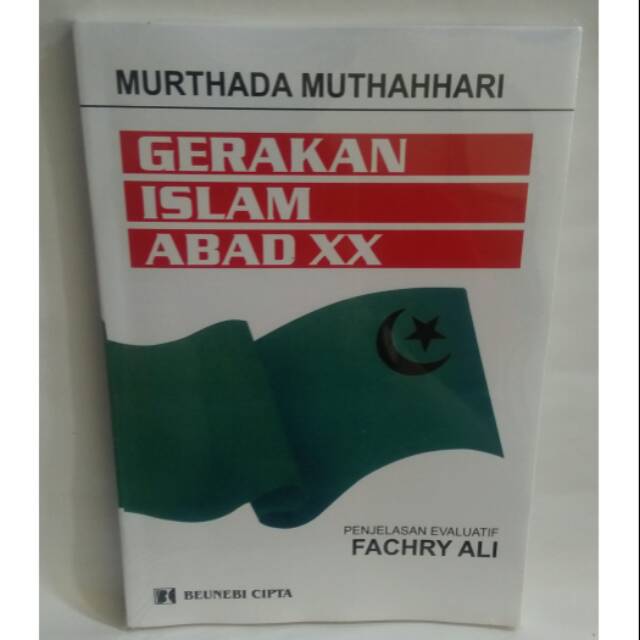 MURTHADA MUTHAHHARI
GERAKAN
ISLAM
ABAD XX
PENJELASAN EVALUATIF
FACHRY ALI
BEUNEBI CIPTA